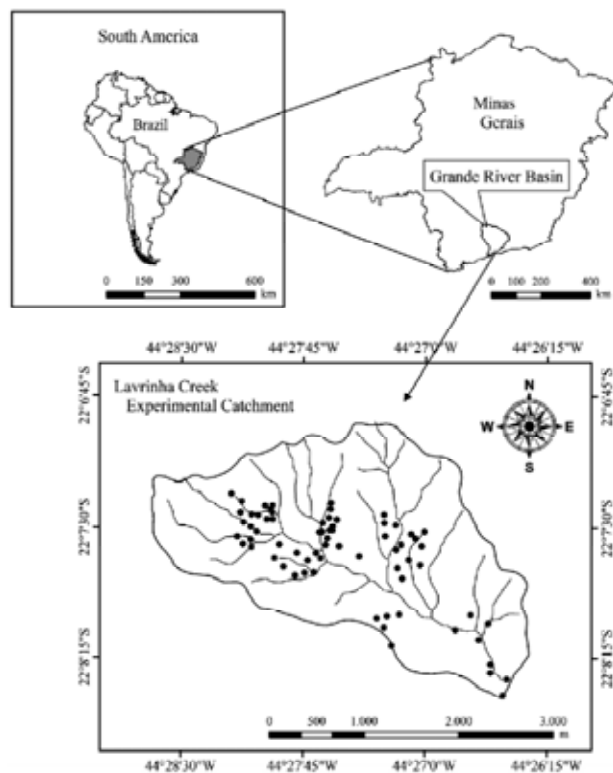 South America
Brazil
0 150 300 600
km
Minas
Gerais
Grande River Basin
0 100 200 400
km
44°28'30"W 44°27'45"W 44°27'0"W 44°26'15"W
Lavrinha Creek
Experimental Catchment
N
W E
S
22°6'45"S 22°6'45"S
22°7'30"S 22°7'30"S
22°8'15"S 22°8'15"S
0 500 1.000 2.000 3.000
m
44°28'30"W 44°27'45"W 44°27'0"W 44°26'15"W